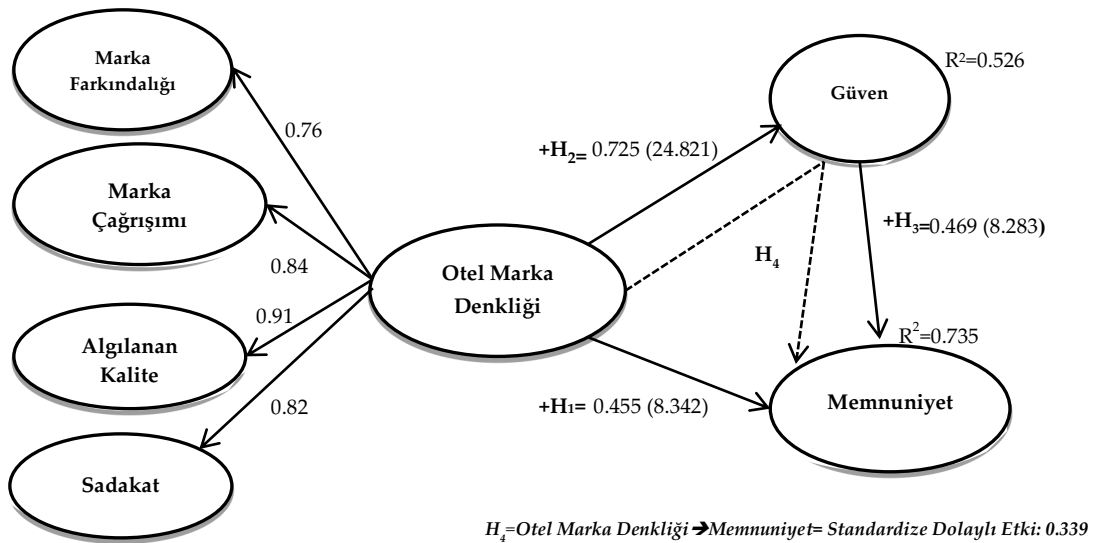 Marka
Farkındalığı
0.76
Marka
Çağrışımı
0.84
0.91
Algılanan
Kalite
0.82
Sadakat
Otel Marka
Denkliği
+H2= 0.725 (24.821)
Güven
R²=0.526
+H3=0.469 (8.283)
H4
R²=0.735
+H1= 0.455 (8.342)
Memnuniyet
H4=Otel Marka Denkliği➔Memnuniyet= Standardize Dolaylı Etki: 0.339